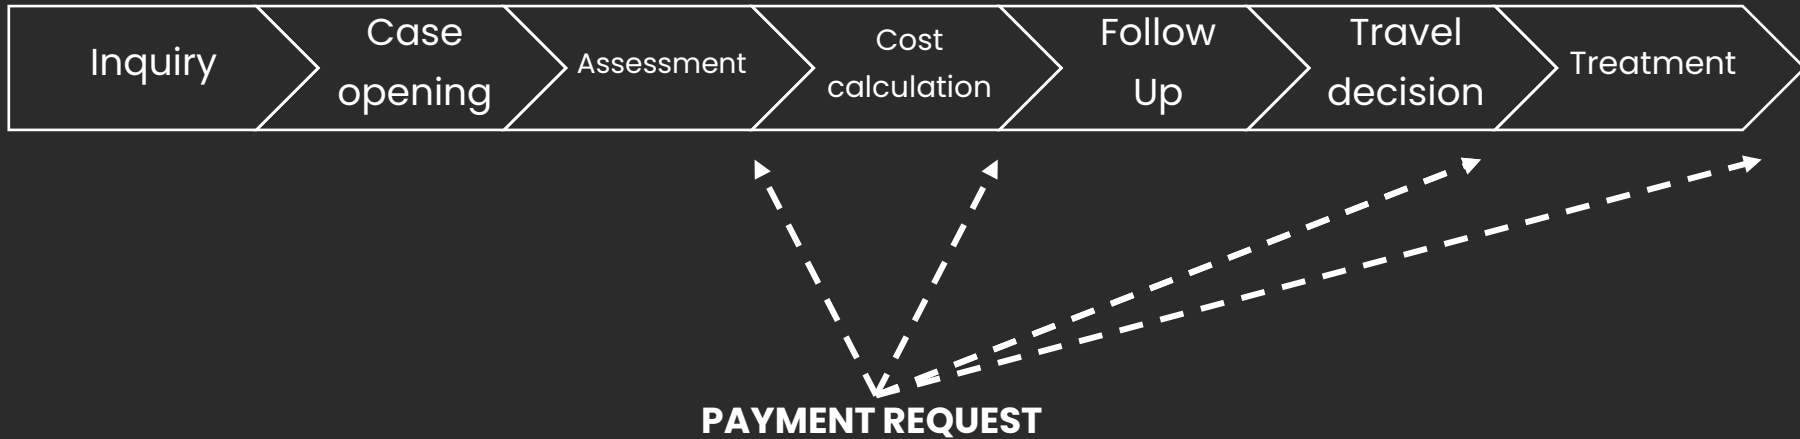 Inquiry
Case
opening
Assessment
Cost
calculation
Follow
Up
Travel
decision
Treatment
PAYMENT REQUEST